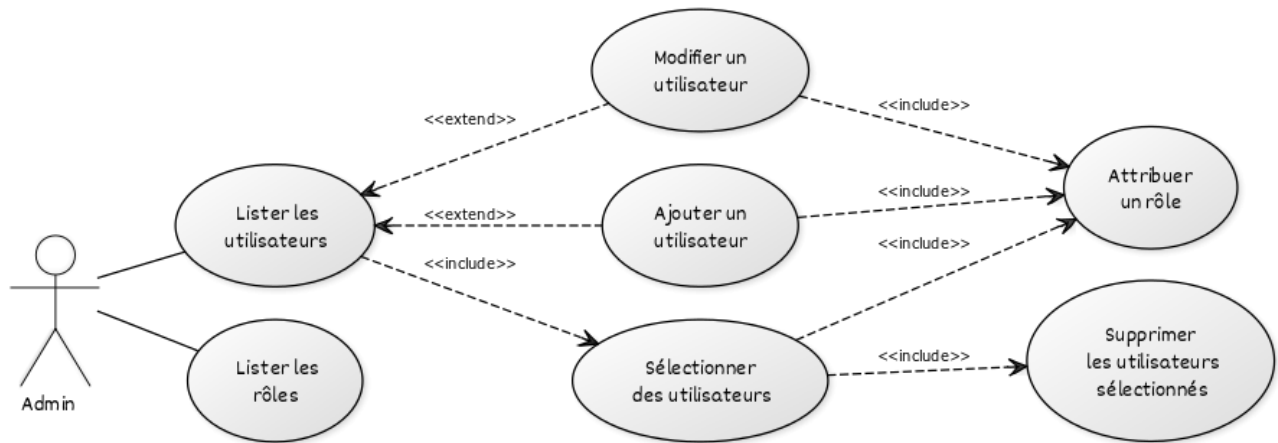 Modifier un
utilisateur
<<extend>>
<<include>>
Attribuer
un rôle
Lister les
utilisateurs
<<extend>>
Ajouter un
utilisateur
<<include>>
<<include>>
<<include>>
Lister les
rôles
Sélectionner
des utilisateurs
<<include>>
Supprimer
les utilisateurs
sélectionnés
Admin